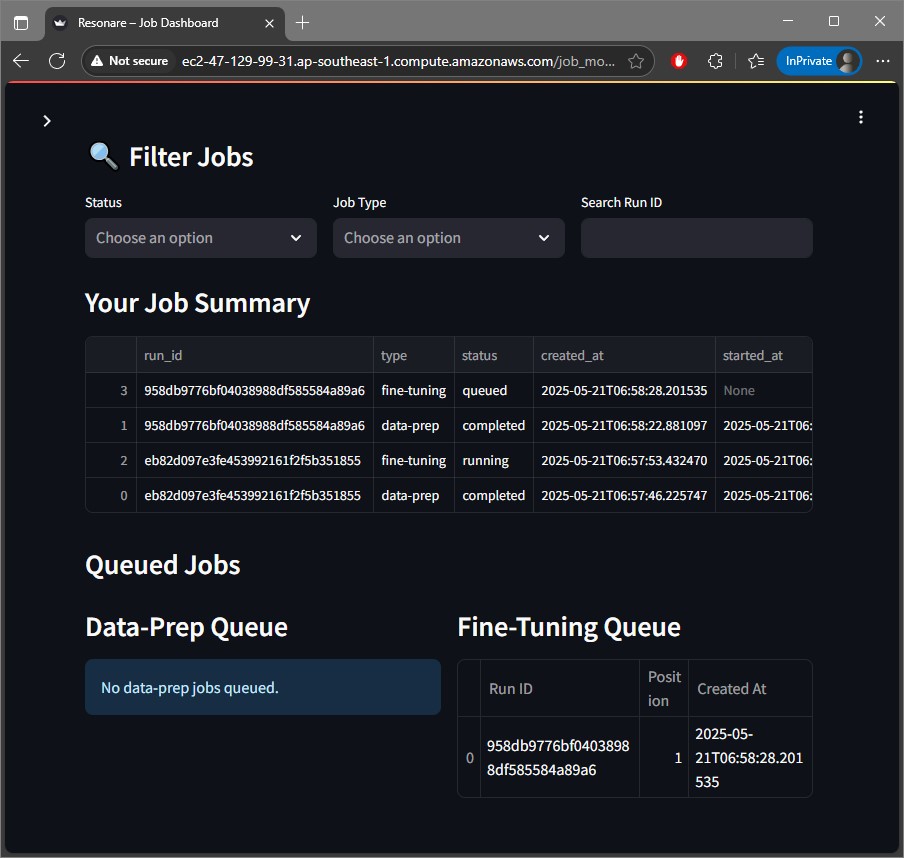 Resonare – Job Dashboard
Not secure ec2-47-129-99-31.ap-southeast-1.compute.amazonaws.com/job_mo... InPrivate
Filter Jobs
Status Job Type Search Run ID
Choose an option Choose an option
Your Job Summary
run_id type status created_at started_at
3 958db9776bf04038988df585584a89a6 fine-tuning queued 2025-05-21T06:58:28.201535 None
1 958db9776bf04038988df585584a89a6 data-prep completed 2025-05-21T06:58:22.881097 2025-05-21T06:
2 eb82d097e3fe453992161f2f5b351855 fine-tuning running 2025-05-21T06:57:53.432470 2025-05-21T06:
0 eb82d097e3fe453992161f2f5b351855 data-prep completed 2025-05-21T06:57:46.225747 2025-05-21T06:
Queued Jobs
Data-Prep Queue
No data-prep jobs queued.
Fine-Tuning Queue
Run ID
Posit
ion
Created At
0
958db9776bf0403898
8df585584a89a6
1
2025-05-
21T06:58:28.201
535